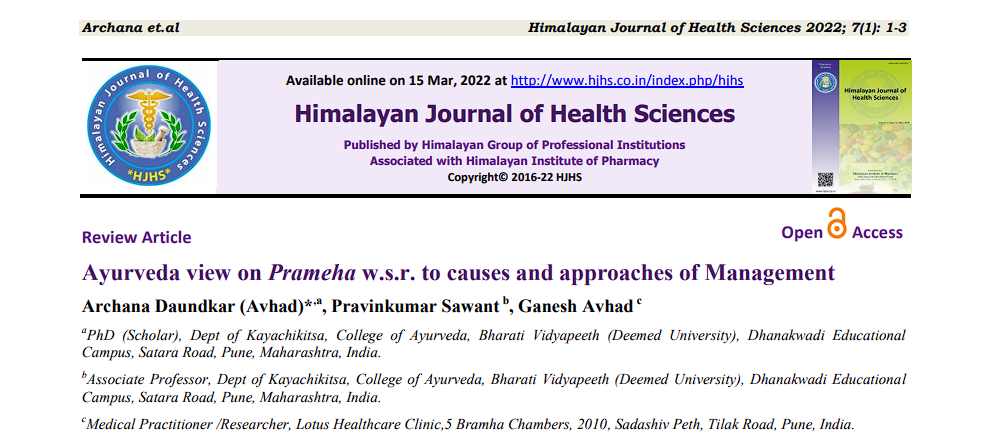 Archana et.al
Himalayan Journal of Health Sciences 2022; 7(1): 1-3
Himalayan Journal of Health Sciences
*HJHS*
Available online on 15 Mar, 2022 at http://www.hjhs.co.in/index.php/hjhs
Himalayan Journal of Health Sciences
Published by Himalayan Group of Professional Institutions
Associated with Himalayan Institute of Pharmacy
Copyright© 2016-22 HJHS
Himalayan Journal of
Health Sciences
Review Article
Open Access
Ayurveda view on Prameha w.s.r. to causes and approaches of Management
Archana Daundkar (Avhad)*,a, Pravinkumar Sawant b, Ganesh Avhad c
aPhD (Scholar), Dept of Kayachikitsa, College of Ayurveda, Bharati Vidyapeeth (Deemed University), Dhanakwadi Educational
Campus, Satara Road, Pune, Maharashtra, India.
bAssociate Professor, Dept of Kayachikitsa, College of Ayurveda, Bharati Vidyapeeth (Deemed University), Dhanakwadi Educational
Campus, Satara Road, Pune, Maharashtra, India.
cMedical Practitioner /Researcher, Lotus Healthcare Clinic,5 Bramha Chambers, 2010, Sadashiv Peth, Tilak Road, Pune, India.